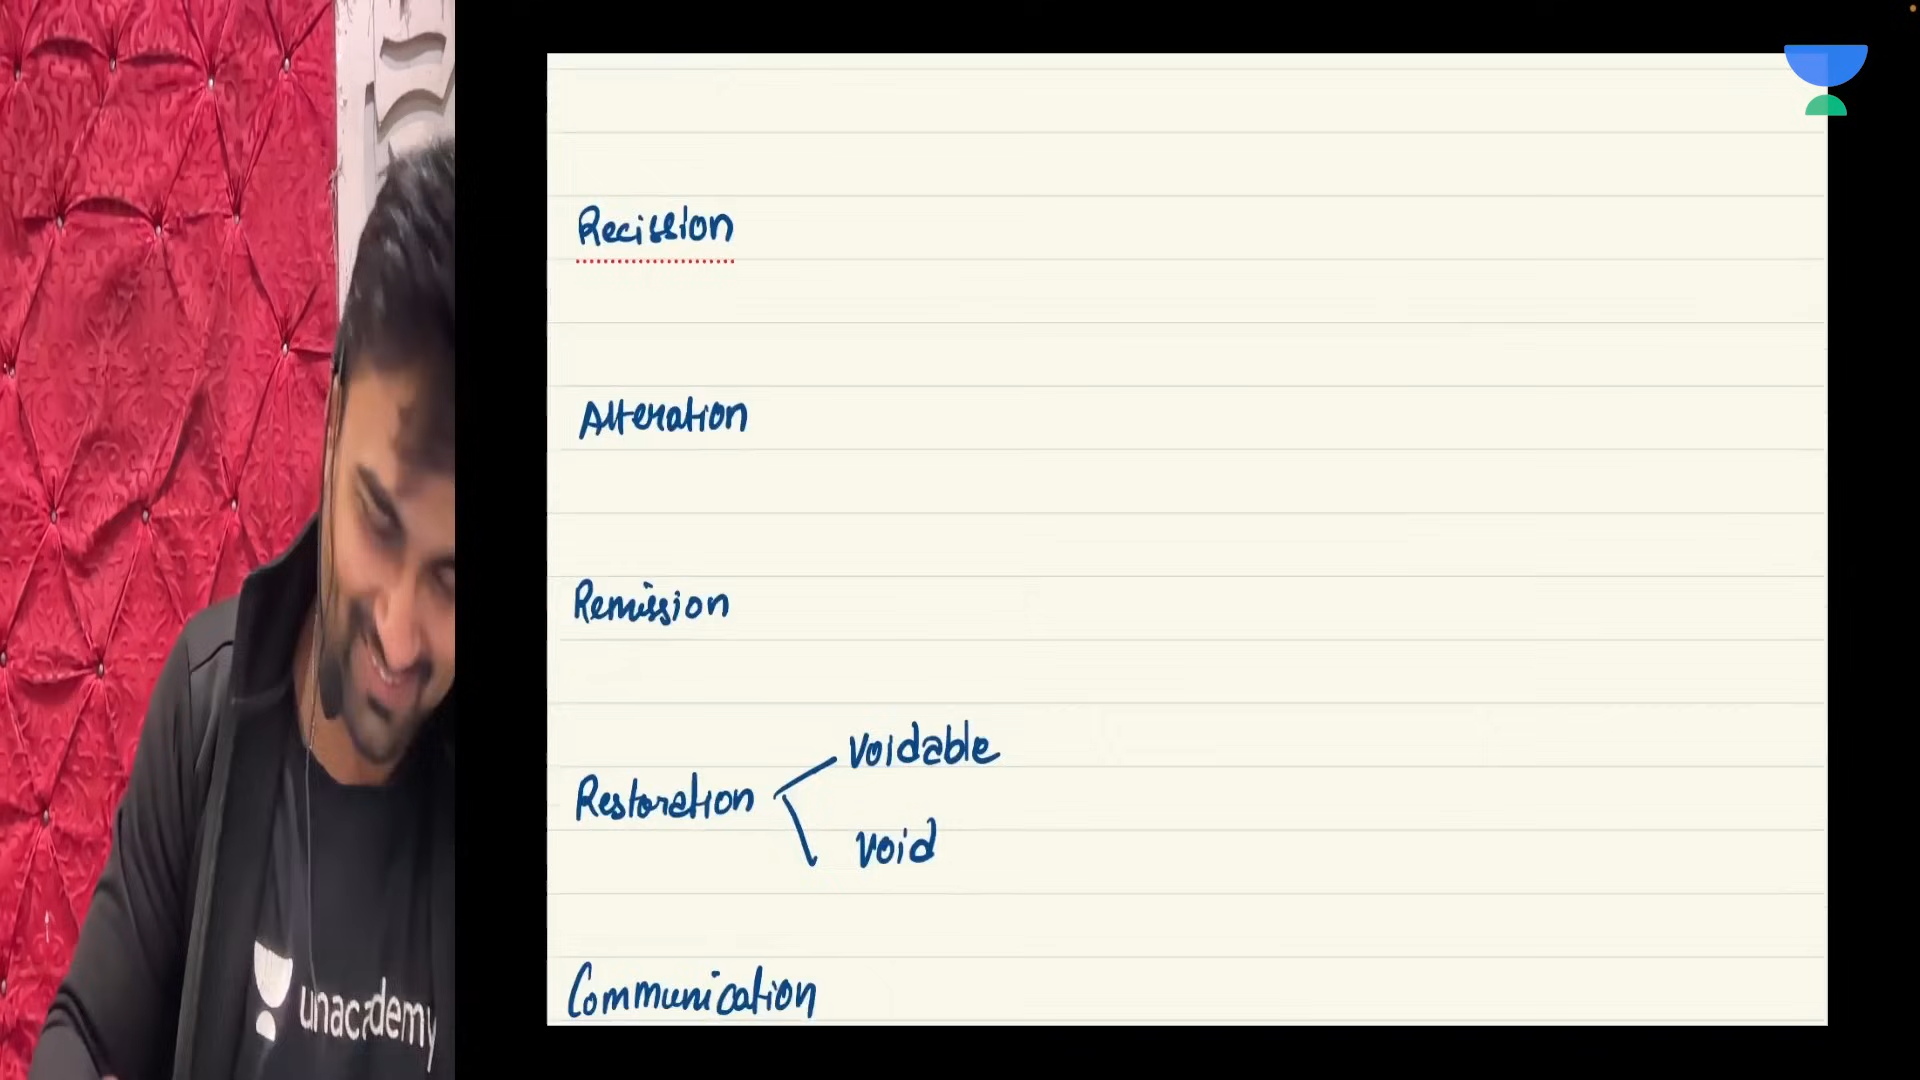 Recission
Alteration
Remission
Voidable
Restoration
void
Communication
unacademy